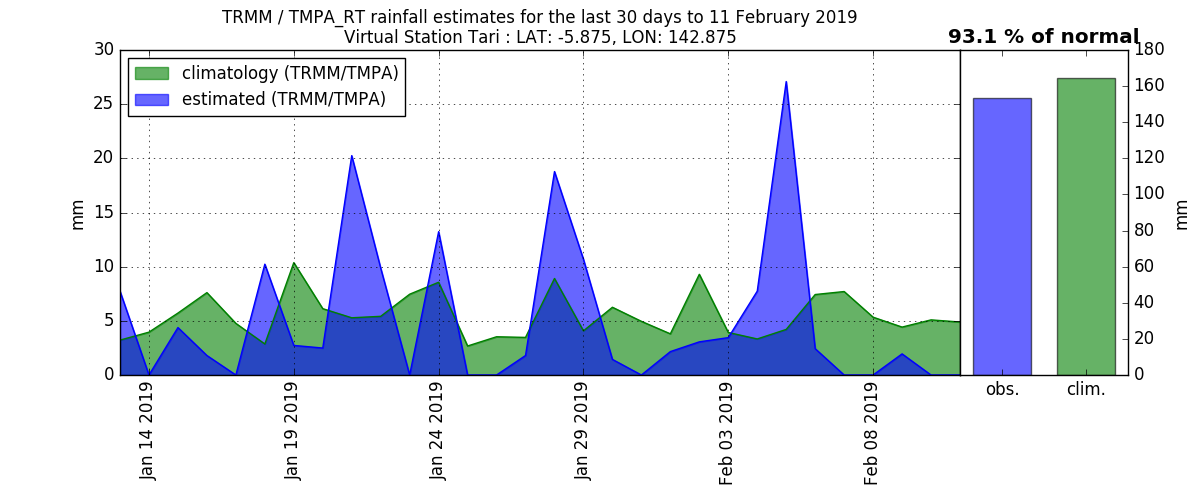 TRMM / TMPA_RT rainfall estimates for the last 30 days to 11 February 2019
Virtual Station Tari : LAT: -5.875, LON: 142.875
93.1 % of normal
climatology (TRMM/TMPA)
estimated (TRMM/TMPA)
mm
30
25
20
15
10
5
0
Jan 14 2019
Jan 19 2019
Jan 24 2019
Jan 29 2019
Feb 03 2019
Feb 08 2019
obs.
clim.
180
160
140
120
100
80
60
40
20
0
mm